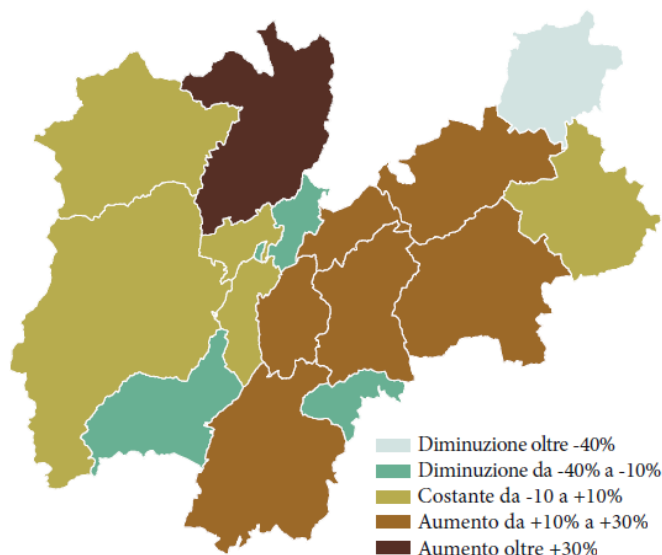 Diminuzione oltre -40%
Diminuzione da -40% a -10%
Costante da -10 a +10%
Aumento da +10% a +30%
Aumento oltre +30%